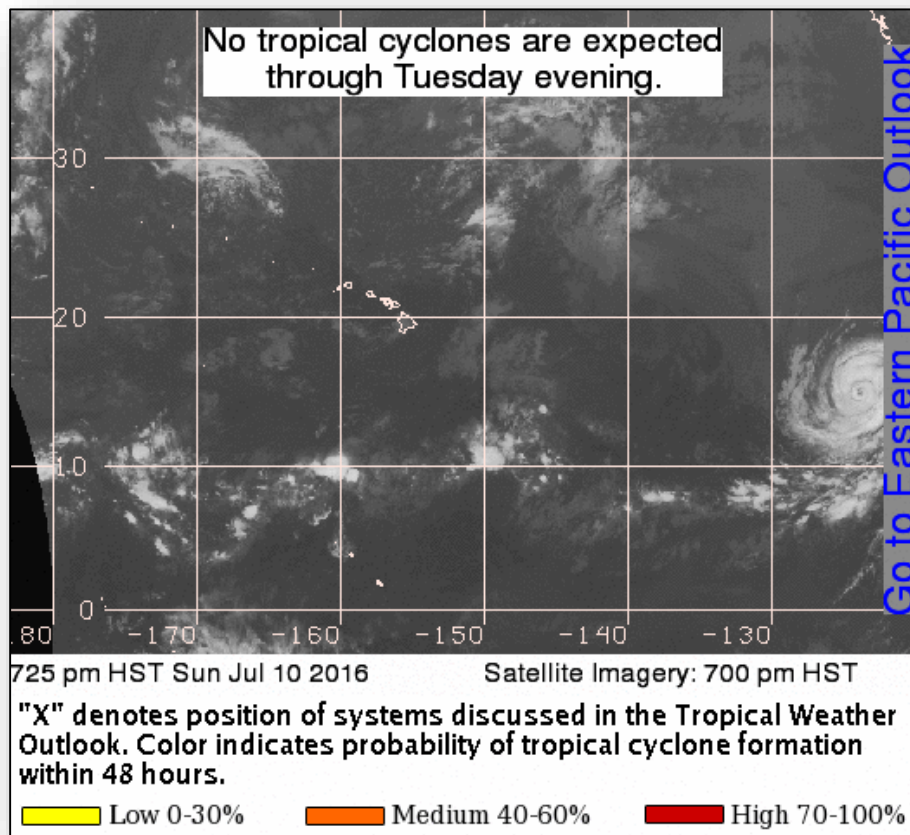 No tropical cyclones are expected
through Tuesday evening.
Go to Eastern Pacific Outlook
30
20
10
0
180 -170 -160 -150 -140 -130
725 pm HST Sun Jul 10 2016 Satellite Imagery: 700 pm HST
"X" denotes position of systems discussed in the Tropical Weather
Outlook. Color indicates probability of tropical cyclone formation
within 48 hours.
Low 0-30% Medium 40-60% High 70-100%